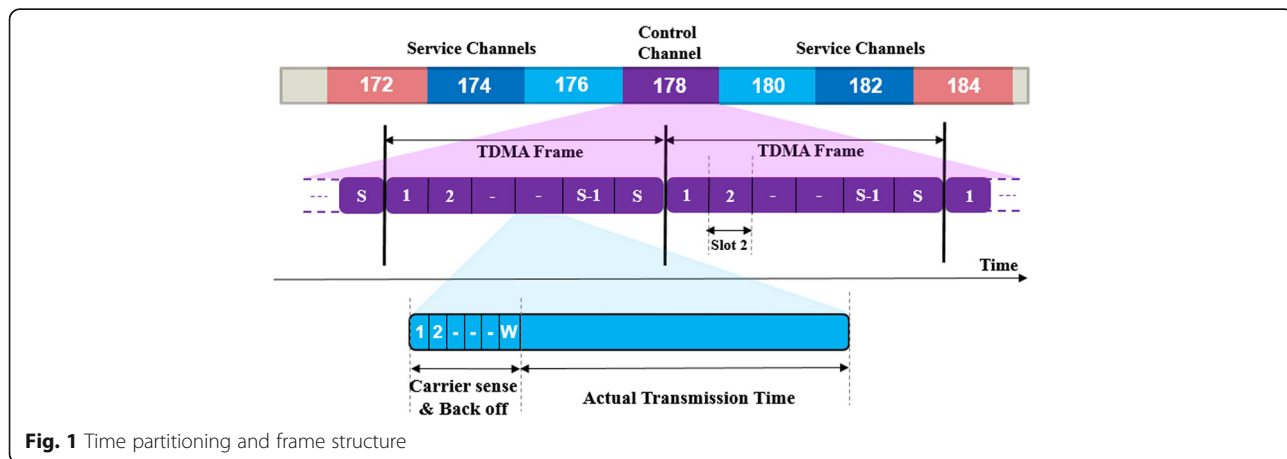 Service Channels
Control
Channel
Service Channels
172 174 176 178 180 182 184
TDMA Frame TDMA Frame
--- S 1 2 - - S-1 S 1 2 - - S-1 S 1 ---
Slot 2
Time
1 2 - - - W
Carrier sense
& Back off
Actual Transmission Time
Fig. 1 Time partitioning and frame structure